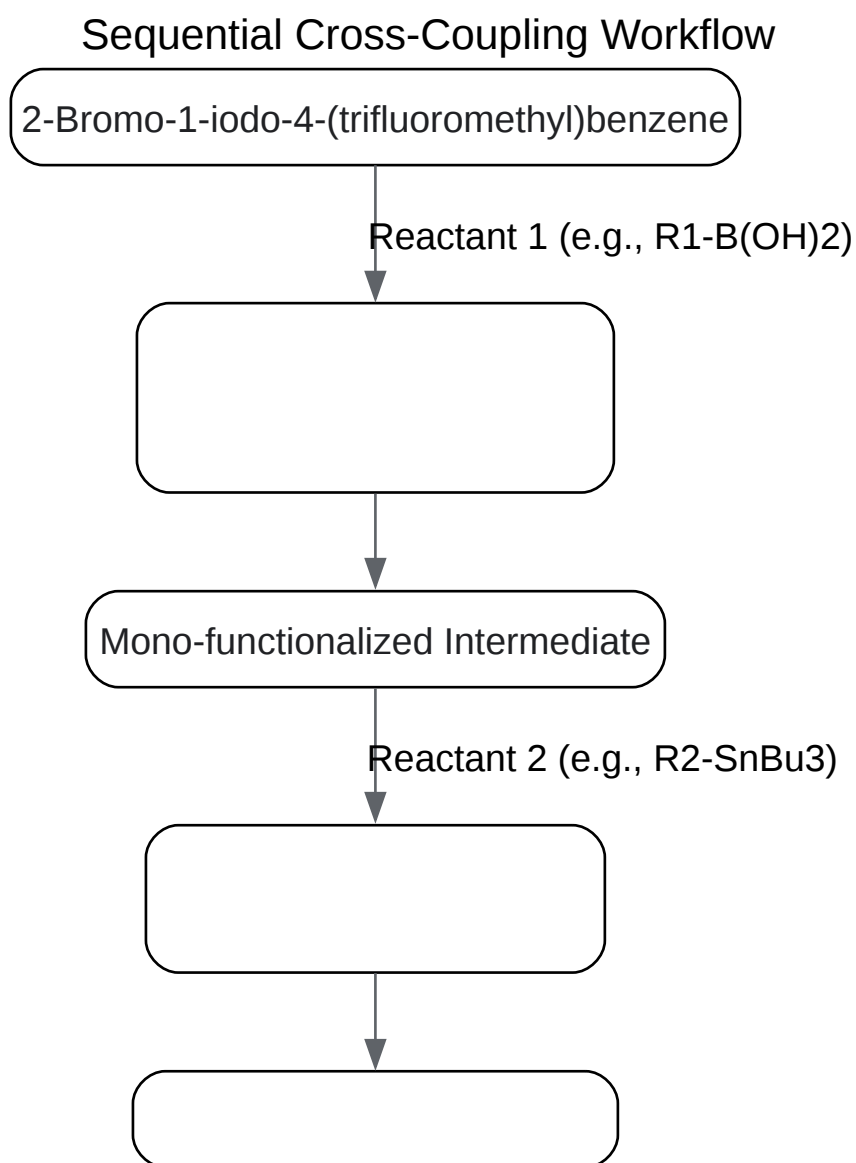 Sequential Cross-Coupling Workflow
2-Bromo-1-iodo-4-(trifluoromethyl)benzene
Reactant 1 (e.g., R1-B(OH)2)
Mono-functionalized Intermediate
Reactant 2 (e.g., R2-SnBu3)